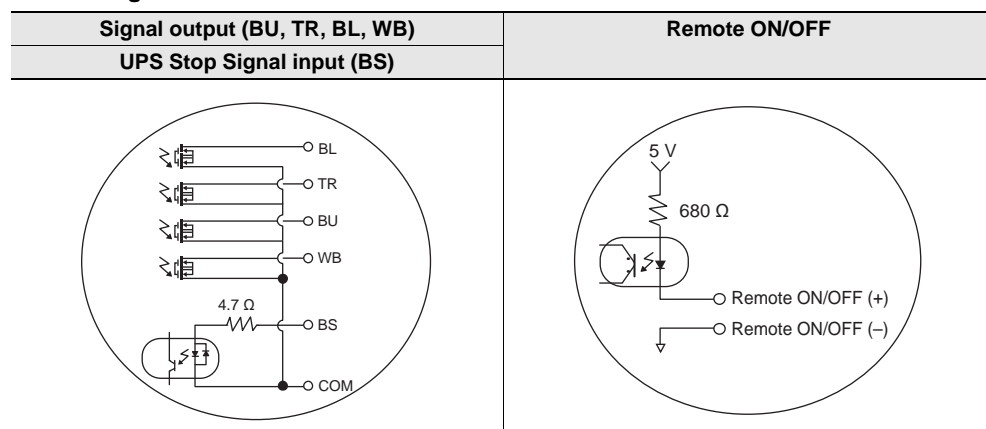 Signal output (BU, TR, BL, WB)
Remote ON/OFF
UPS Stop Signal input (BS)
BL
TR
BU
WB
4.7 Ω
BS
COM
5 V
680 Ω
Remote ON/OFF (+)
Remote ON/OFF (–)